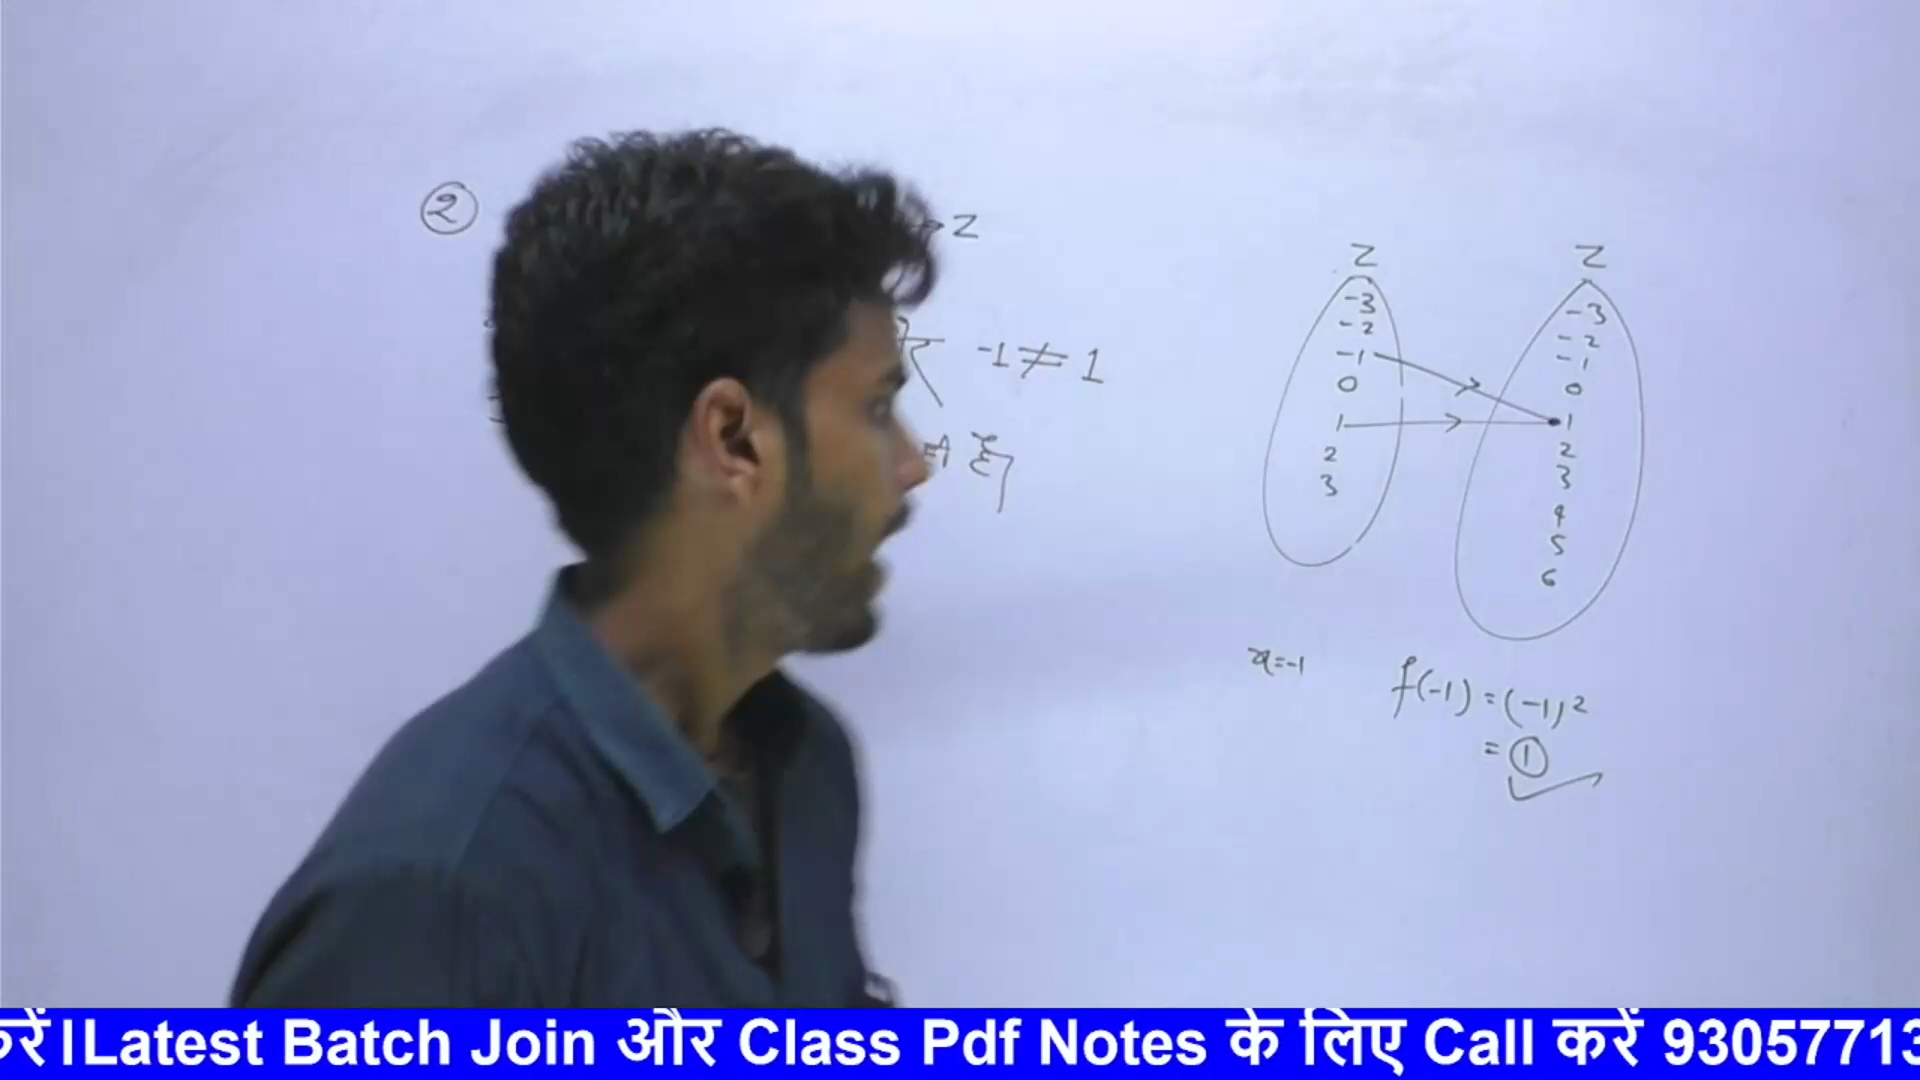 ②
Z
-1 ≠ 1
है
Z Z
-3 -3
-2 -2
-1 -1
0 0
1 1
2 2
3 3
4
5
6
x=-1
f(-1) = (-1)²
= ①
करें।Latest Batch Join और Class Pdf Notes के लिए Call करें 93057713